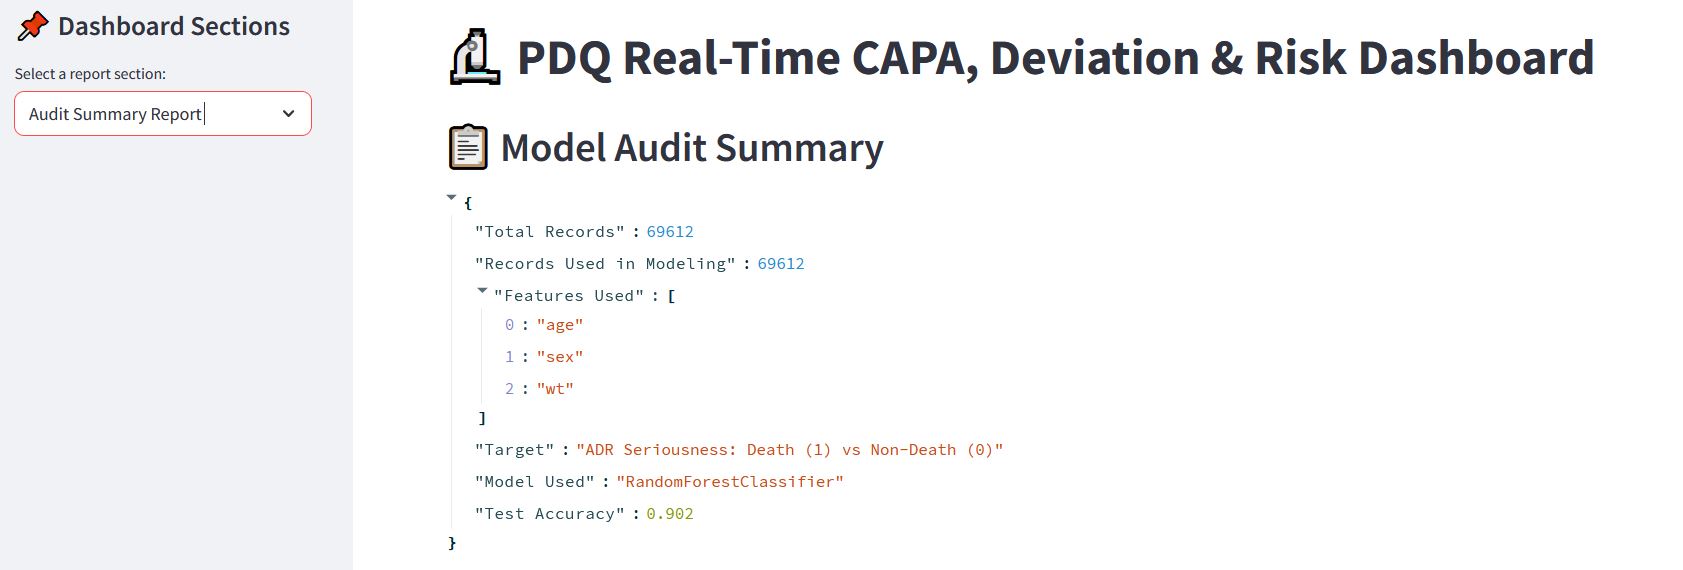 Dashboard Sections
Select a report section:
Audit Summary Report
PDQ Real-Time CAPA, Deviation & Risk Dashboard
Model Audit Summary
{
"Total Records" : 69612
"Records Used in Modeling" : 69612
"Features Used" : [
0 : "age"
1 : "sex"
2 : "wt"
]
"Target" : "ADR Seriousness: Death (1) vs Non-Death (0)"
"Model Used" : "RandomForestClassifier"
"Test Accuracy" : 0.902
}